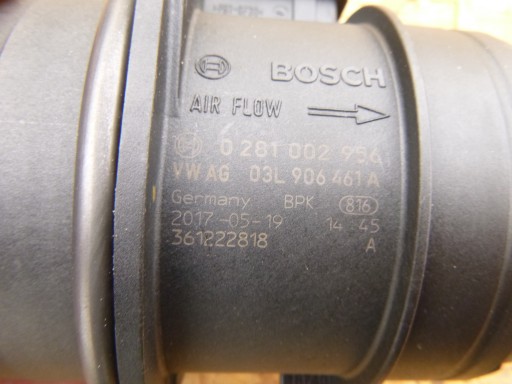 BOSCH
AIR FLOW
0 281 002 956
VW AG 03L 906 461 A
Germany BPK 816
2017-05-19 14 45
361222818 A